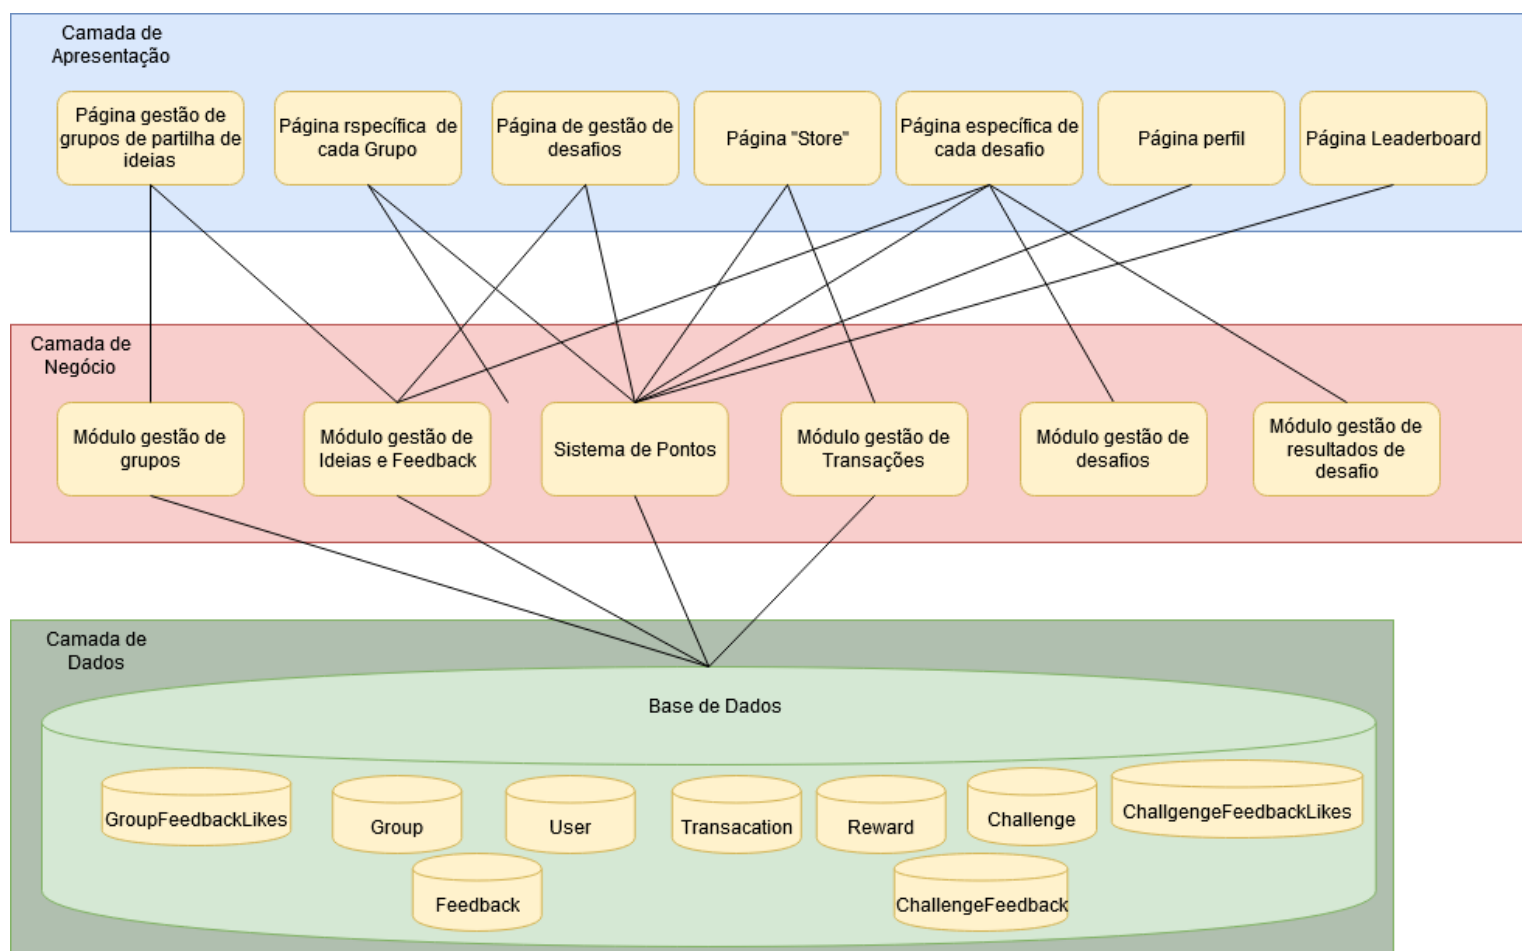 Camada de
Apresentação
Página gestão de
grupos de partilha de
ideias
Página rspecífica de
cada Grupo
Página de gestão de
desafios
Página "Store"
Página específica de
cada desafio
Página perfil
Página Leaderboard
Camada de
Negócio
Módulo gestão de
grupos
Módulo gestão de
Ideias e Feedback
Sistema de Pontos
Módulo gestão de
Transações
Módulo gestão de
desafios
Módulo gestão de
resultados de
desafio
Camada de
Dados
Base de Dados
GroupFeedbackLikes
Group
User
Transacation
Reward
Challenge
ChallgengeFeedbackLikes
Feedback
ChallengeFeedback